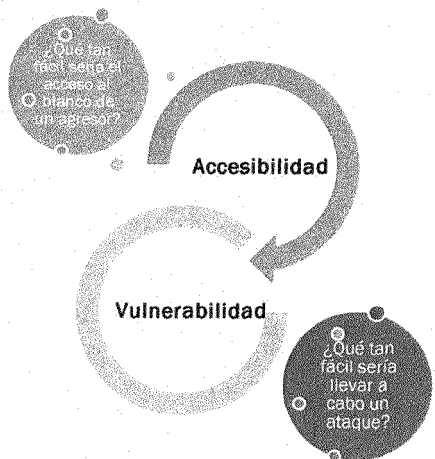 ¿Qué tan
fácil sería el
acceso al
blanco de
un agresor?
Accesibilidad
Vulnerabilidad
¿Qué tan
fácil sería
llevar a
cabo un
ataque?